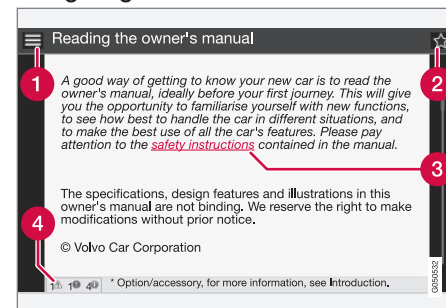 Reading the owner's manual
1
2
A good way of getting to know your new car is to read the
owner's manual, ideally before your first journey. This will give
you the opportunity to familiarise yourself with new functions,
to see how best to handle the car in different situations, and
to make the best use of all the car's features. Please pay
attention to the safety instructions contained in the manual.
3
The specifications, design features and illustrations in this
owner's manual are not binding. We reserve the right to make
modifications without prior notice.
© Volvo Car Corporation
4
1 1 4 * Option/accessory, for more information, see Introduction.
G050532